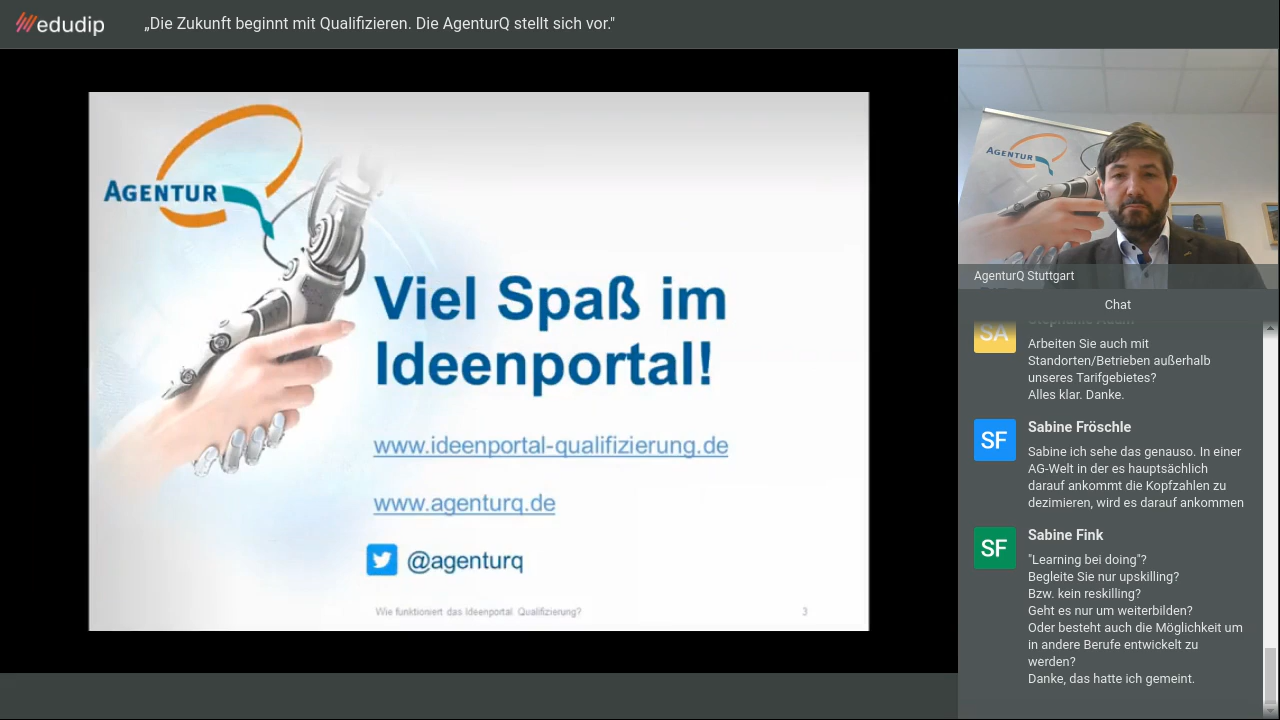 edudip
„Die Zukunft beginnt mit Qualifizieren. Die AgenturQ stellt sich vor."
AGENTUR
Viel Spaß im
Ideenportal!
www.ideenportal-qualifizierung.de
www.agenturq.de
@agenturq
Wie funktioniert das Ideenportal Qualifizierung?
3
AGENTUR
AgenturQ Stuttgart
Chat
SA
Arbeiten Sie auch mit
Standorten/Betrieben außerhalb
unseres Tarifgebietes?
Alles klar. Danke.
SF
Sabine Fröschle
Sabine ich sehe das genauso. In einer
AG-Welt in der es hauptsächlich
darauf ankommt die Kopfzahlen zu
dezimieren, wird es darauf ankommen
SF
Sabine Fink
"Learning bei doing"?
Begleite Sie nur upskilling?
Bzw. kein reskilling?
Geht es nur um weiterbilden?
Oder besteht auch die Möglichkeit um
in andere Berufe entwickelt zu
werden?
Danke, das hatte ich gemeint.